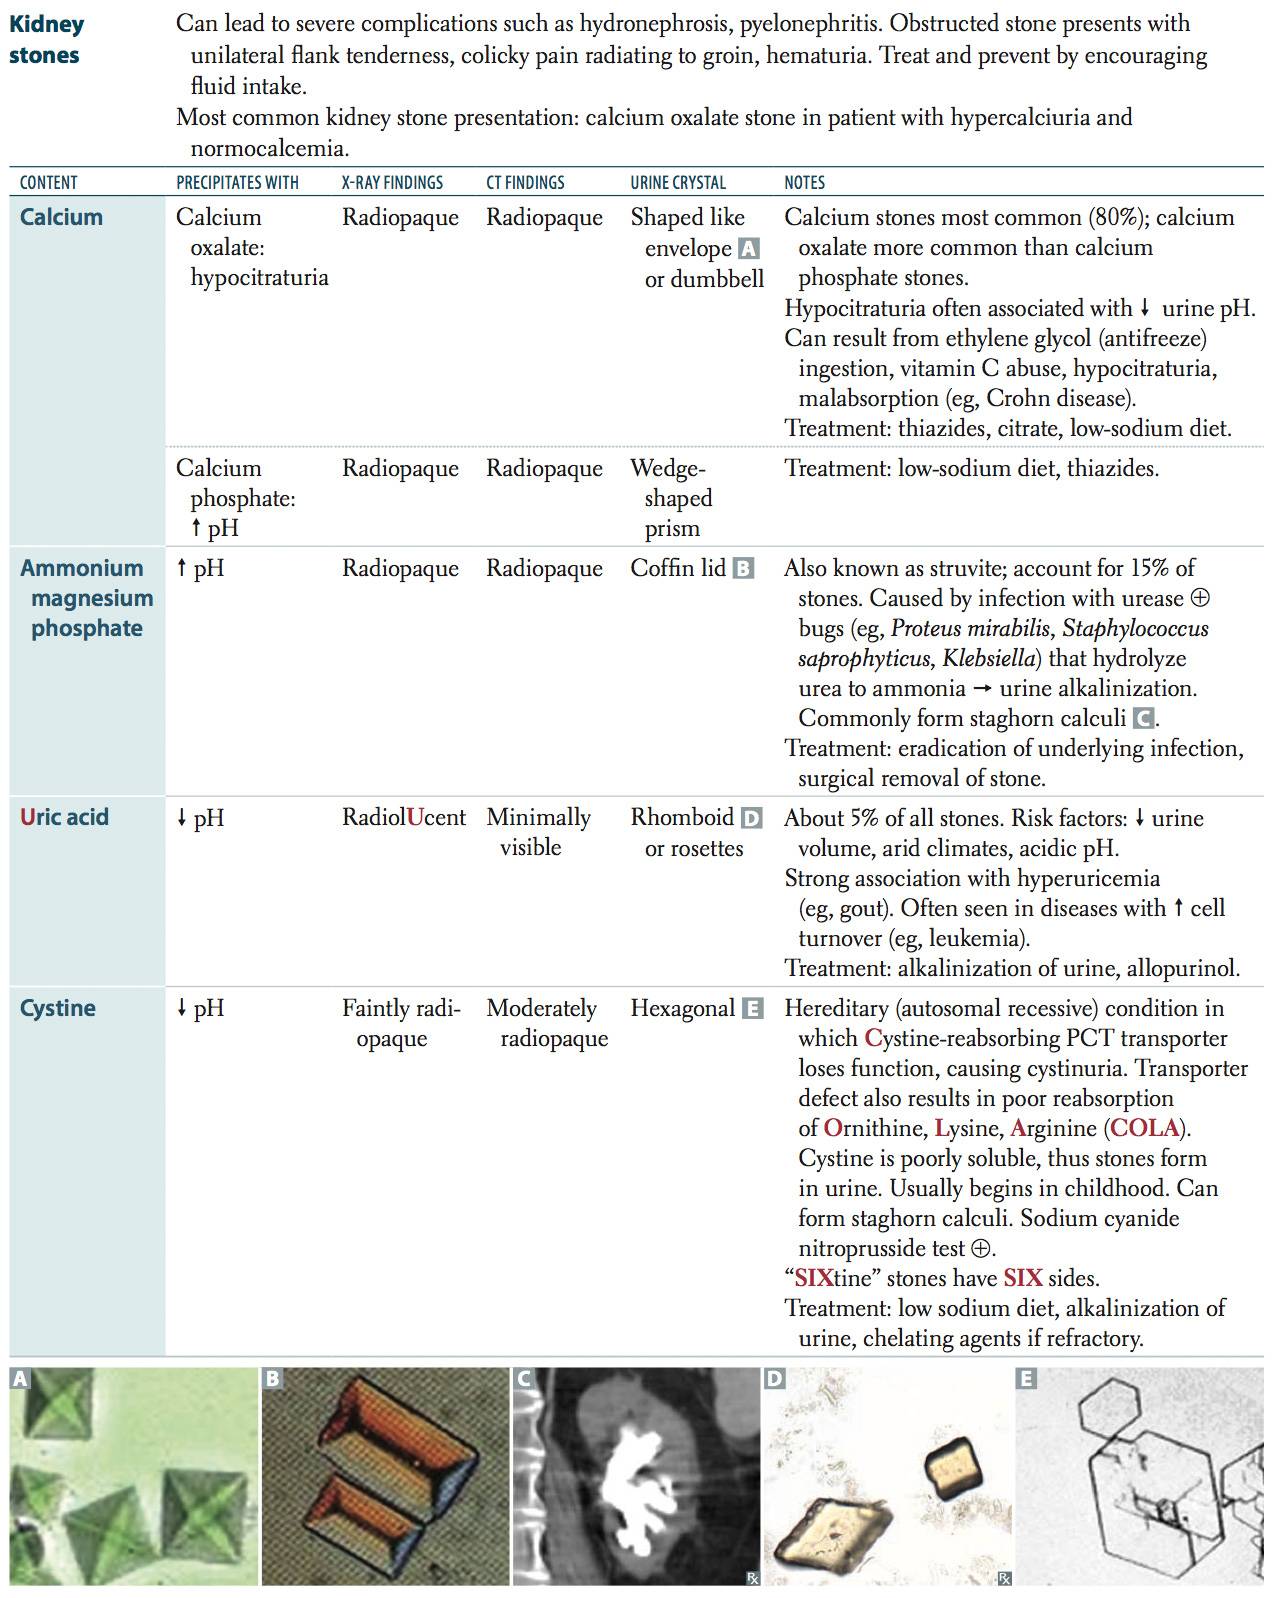 Kidney stones
Can lead to severe complications such as hydronephrosis, pyelonephritis. Obstructed stone presents with
unilateral flank tenderness, colicky pain radiating to groin, hematuria. Treat and prevent by encouraging
fluid intake.
Most common kidney stone presentation: calcium oxalate stone in patient with hypercalciuria and
normocalcemia.
CONTENT PRECIPITATES WITH X-RAY FINDINGS CT FINDINGS URINE CRYSTAL NOTES
Calcium
Calcium
oxalate:
hypocitraturia
Radiopaque
Radiopaque
Shaped like
envelope A
or dumbbell
Calcium stones most common (80%); calcium
oxalate more common than calcium
phosphate stones.
Hypocitraturia often associated with ↓ urine pH.
Can result from ethylene glycol (antifreeze)
ingestion, vitamin C abuse, hypocitraturia,
malabsorption (eg, Crohn disease).
Treatment: thiazides, citrate, low-sodium diet.
Calcium
phosphate:
↑ pH
Radiopaque
Radiopaque
Wedge-
shaped
prism
Treatment: low-sodium diet, thiazides.
Ammonium
magnesium
phosphate
↑ pH
Radiopaque
Radiopaque
Coffin lid B
Also known as struvite; account for 15% of
stones. Caused by infection with urease ⊕
bugs (eg, Proteus mirabilis, Staphylococcus
saprophyticus, Klebsiella) that hydrolyze
urea to ammonia → urine alkalinization.
Commonly form staghorn calculi C.
Treatment: eradication of underlying infection,
surgical removal of stone.
Uric acid
↓ pH
RadiolUcent
Minimally
visible
Rhomboid D
or rosettes
About 5% of all stones. Risk factors: ↓ urine
volume, arid climates, acidic pH.
Strong association with hyperuricemia
(eg, gout). Often seen in diseases with ↑ cell
turnover (eg, leukemia).
Treatment: alkalinization of urine, allopurinol.
Cystine
↓ pH
Faintly radi-
opaque
Moderately
radiopaque
Hexagonal E
Hereditary (autosomal recessive) condition in
which Cystine-reabsorbing PCT transporter
loses function, causing cystinuria. Transporter
defect also results in poor reabsorption
of Ornithine, Lysine, Arginine (COLA).
Cystine is poorly soluble, thus stones form
in urine. Usually begins in childhood. Can
form staghorn calculi. Sodium cyanide
nitroprusside test ⊕.
“SIXtine” stones have SIX sides.
Treatment: low sodium diet, alkalinization of
urine, chelating agents if refractory.
A
B
C
℞
D
℞
E